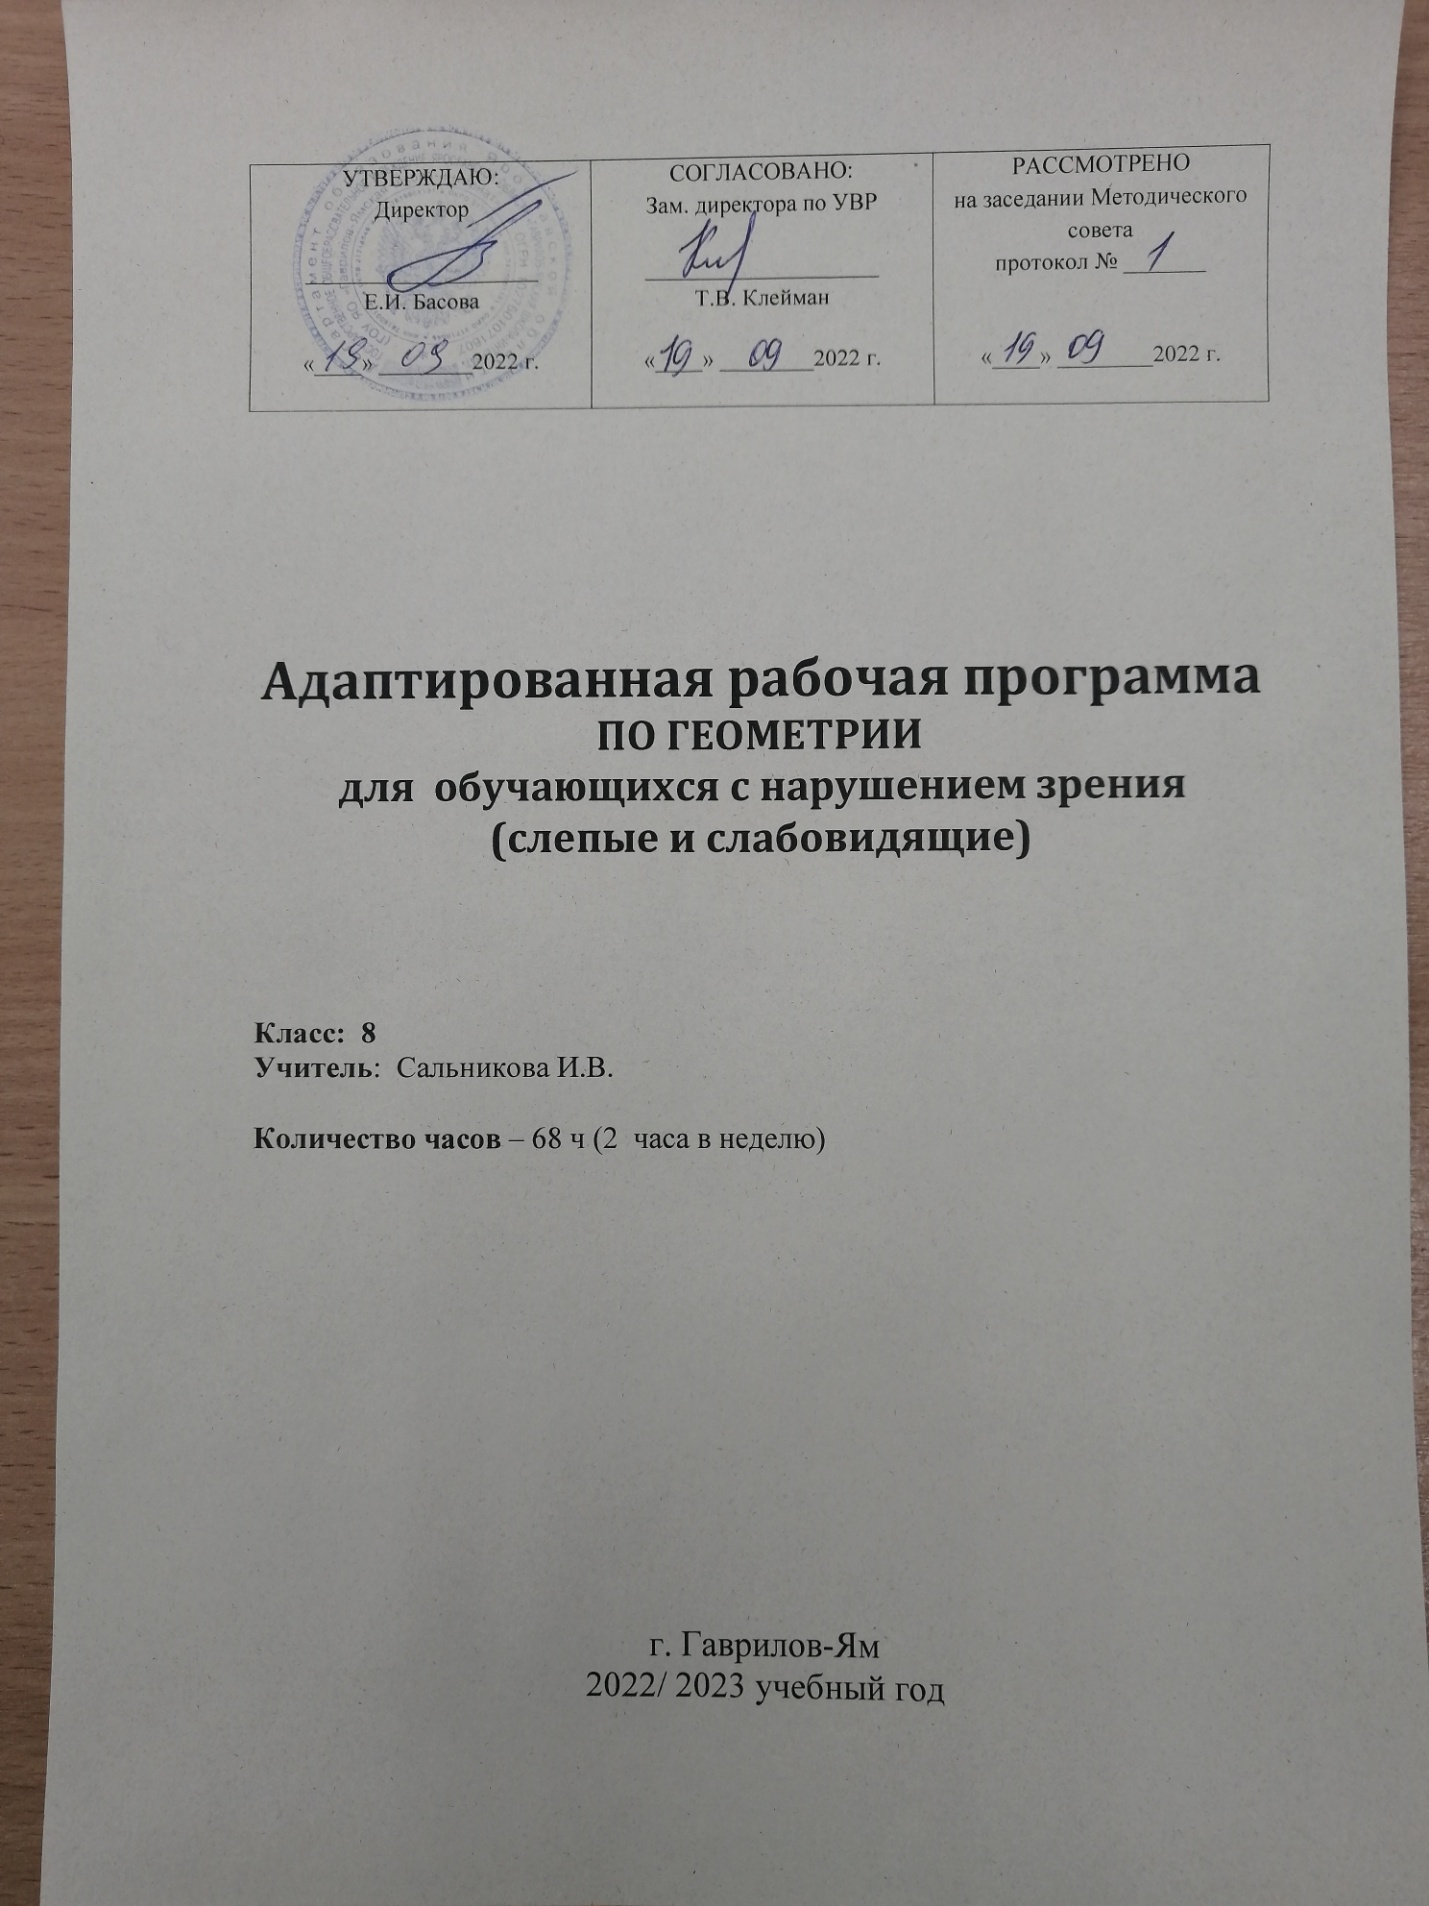 УТВЕРЖДАЮ:
Директор
Е.И. Басова
«19» 09 2022 г.
СОГЛАСОВАНО:
Зам. директора по УВР
Т.В. Клейман
«19» 09 2022 г.
РАССМОТРЕНО
на заседании Методического
совета
протокол № 1
«19» 09 2022 г.
Адаптированная рабочая программа
ПО ГЕОМЕТРИИ
для обучающихся с нарушением зрения
(слепые и слабовидящие)
Класс: 8
Учитель: Сальникова И.В.
Количество часов – 68 ч (2 часа в неделю)
г. Гаврилов-Ям
2022/ 2023 учебный год